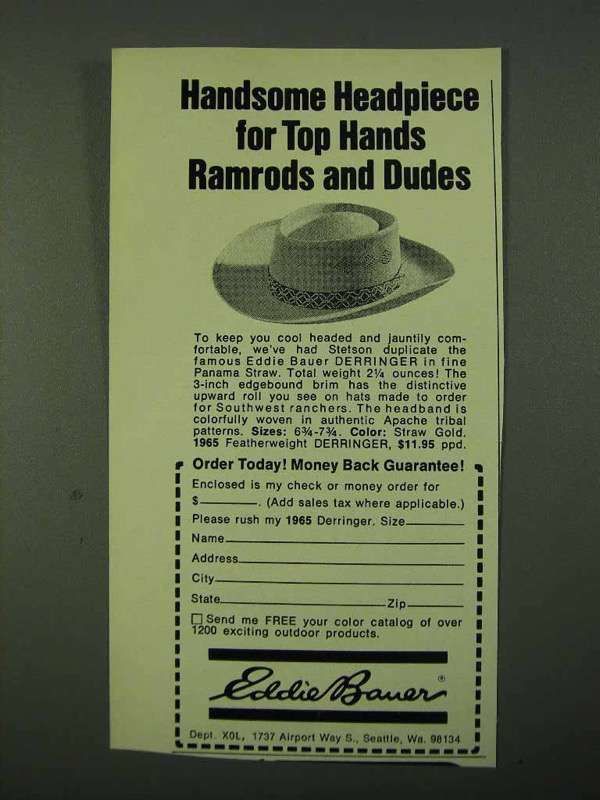 Handsome Headpiece
for Top Hands
Ramrods and Dudes
To keep you cool headed and jauntily com-
fortable, we've had Stetson duplicate the
famous Eddie Bauer DERRINGER in fine
Panama Straw. Total weight 2¼ ounces! The
3-inch edgebound brim has the distinctive
upward roll you see on hats made to order
for Southwest ranchers. The headband is
colorfully woven in authentic Apache tribal
patterns. Sizes: 6¾-7¾. Color: Straw Gold.
1965 Featherweight DERRINGER, $11.95 ppd.
Order Today! Money Back Guarantee!
Enclosed is my check or money order for
$______. (Add sales tax where applicable.)
Please rush my 1965 Derringer. Size______
Name______
Address______
City______
State______Zip______
☐ Send me FREE your color catalog of over
1200 exciting outdoor products.
Eddie Bauer®
Dept. X0L, 1737 Airport Way S., Seattle, Wa. 98134